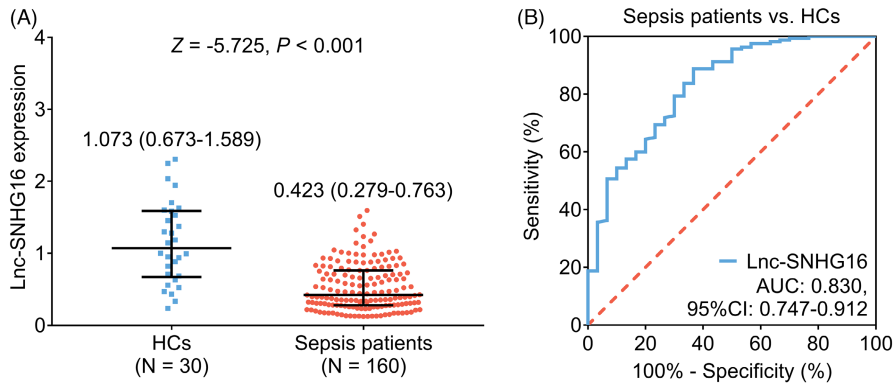 (A)
Z = -5.725, P < 0.001
Lnc-SNHG16 expression
4
3
2
1
0
1.073 (0.673-1.589)
0.423 (0.279-0.763)
HCs
(N = 30)
Sepsis patients
(N = 160)
(B)
Sepsis patients vs. HCs
Sensitivity (%)
100
80
60
40
20
0
Lnc-SNHG16
AUC: 0.830,
95%CI: 0.747-0.912
0 20 40 60 80 100
100% - Specificity (%)